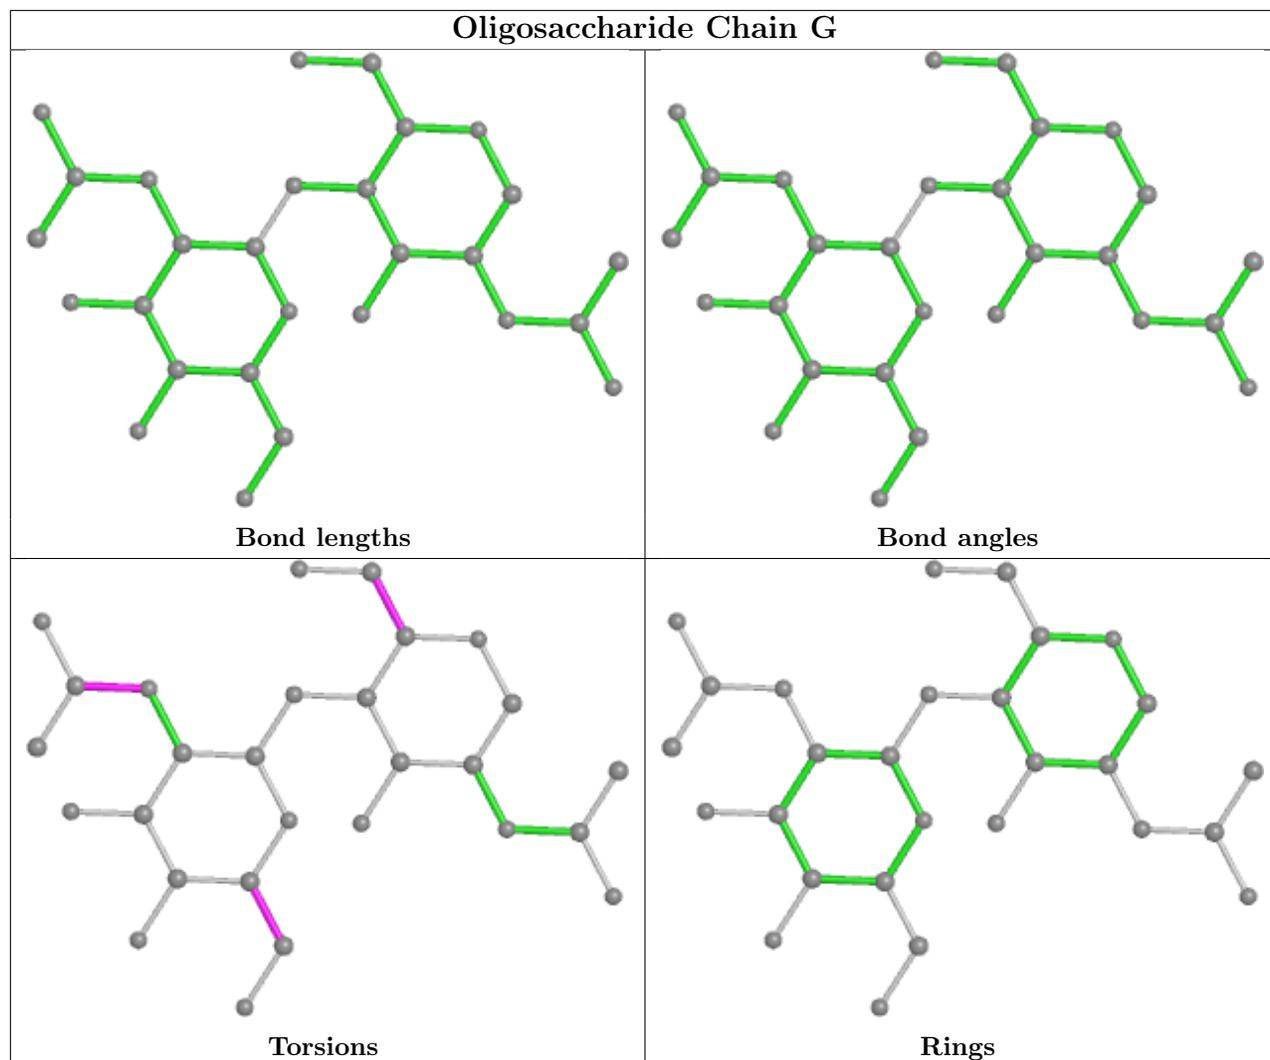 Oligosaccharide Chain G
Bond lengths
Bond angles
Torsions
Rings